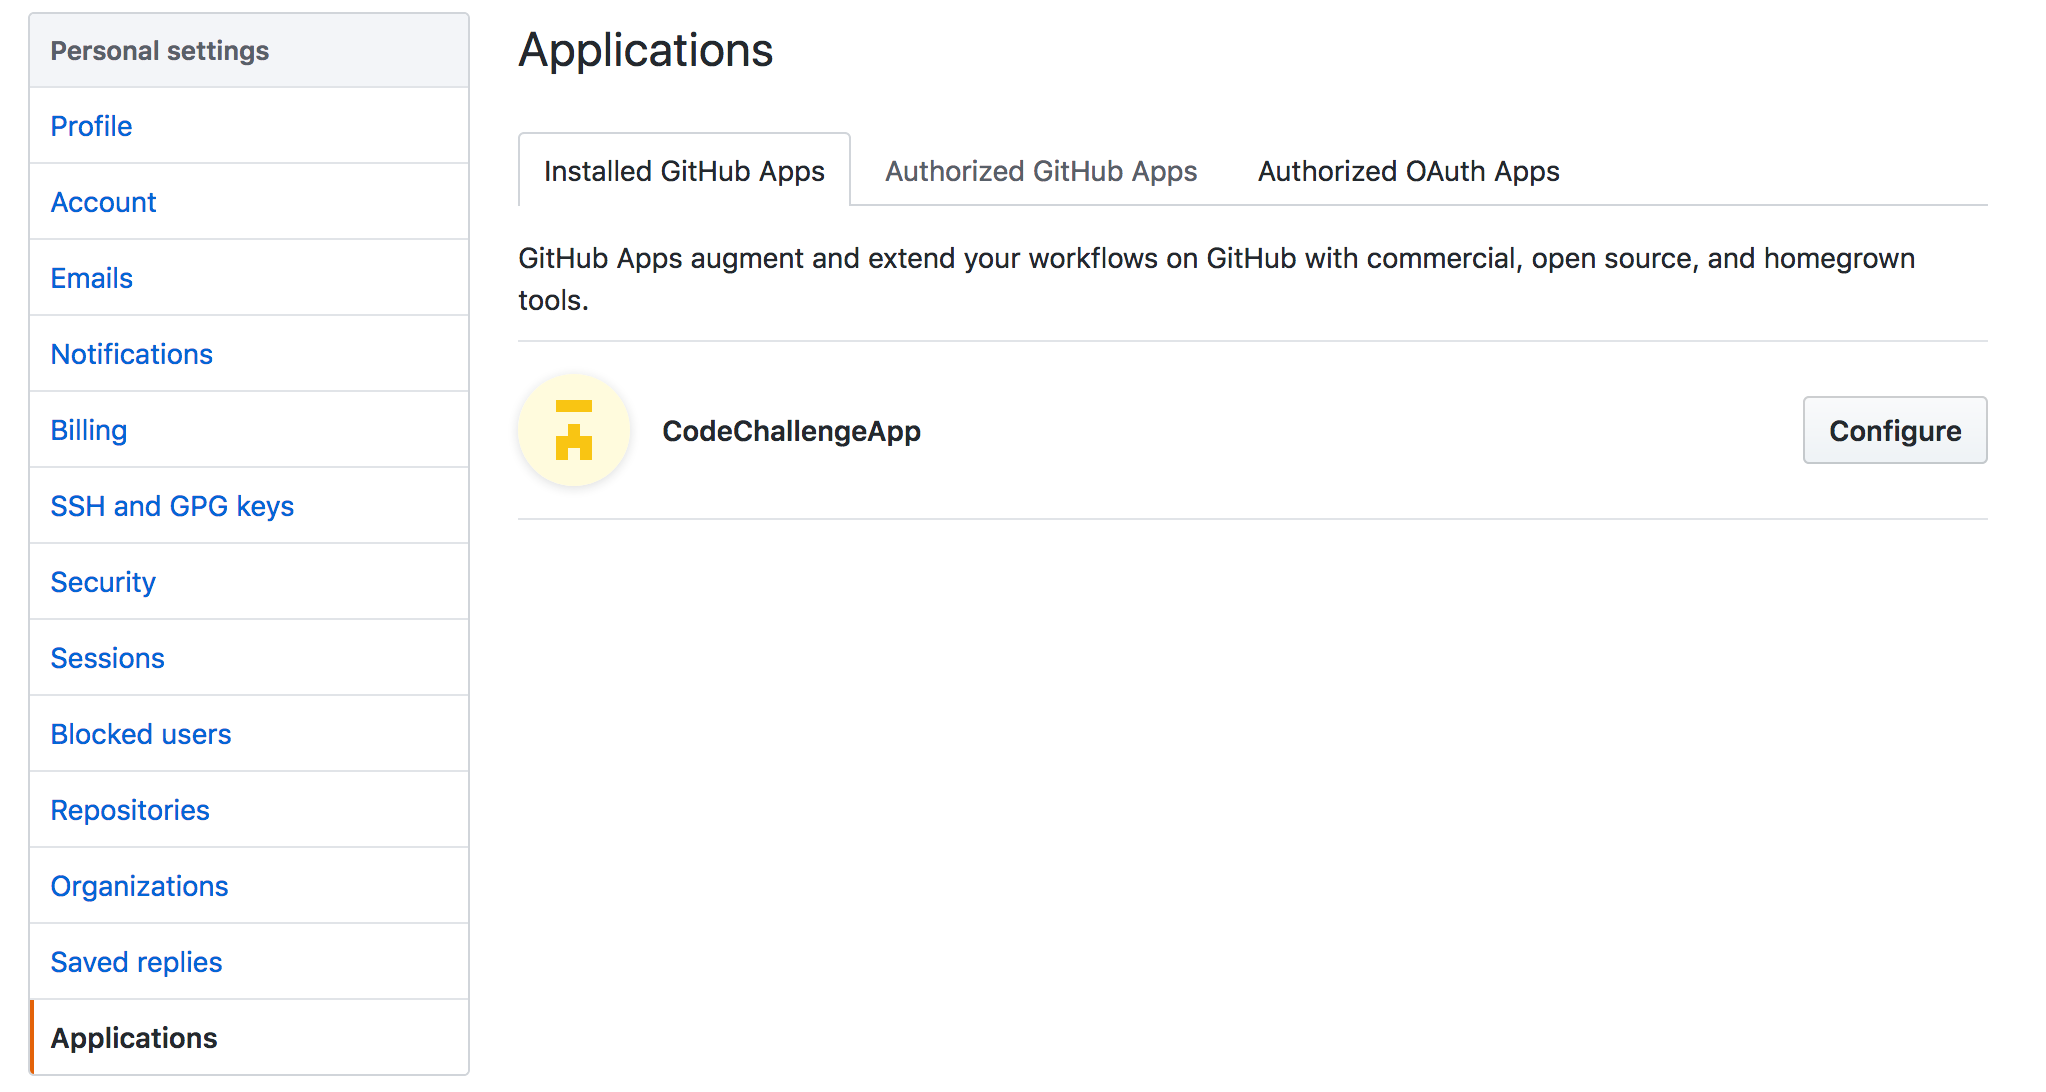 Personal settings
Profile
Account
Emails
Notifications
Billing
SSH and GPG keys
Security
Sessions
Blocked users
Repositories
Organizations
Saved replies
Applications
Applications
Installed GitHub Apps
Authorized GitHub Apps
Authorized OAuth Apps
GitHub Apps augment and extend your workflows on GitHub with commercial, open source, and homegrown
tools.
CodeChallengeApp
Configure